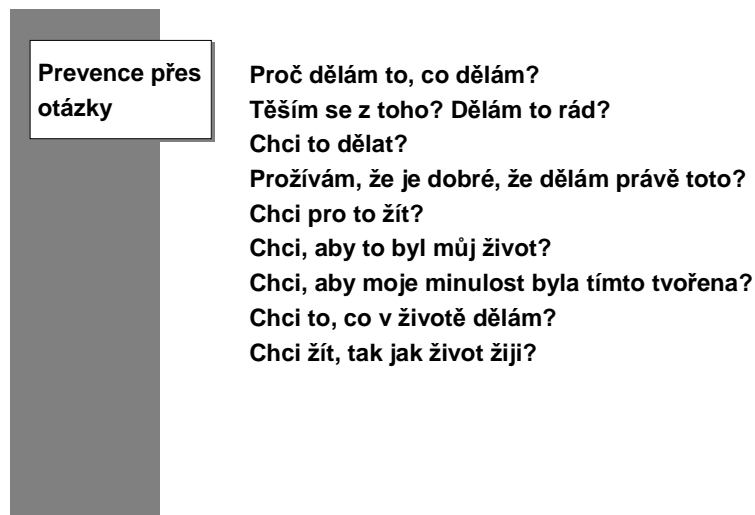 Prevence přes
otázky
Proč dělám to, co dělám?
Těším se z toho? Dělám to rád?
Chci to dělat?
Prožívám, že je dobré, že dělám právě toto?
Chci pro to žít?
Chci, aby to byl můj život?
Chci, aby moje minulost byla tímto tvořena?
Chci to, co v životě dělám?
Chci žít, tak jak život žiji?